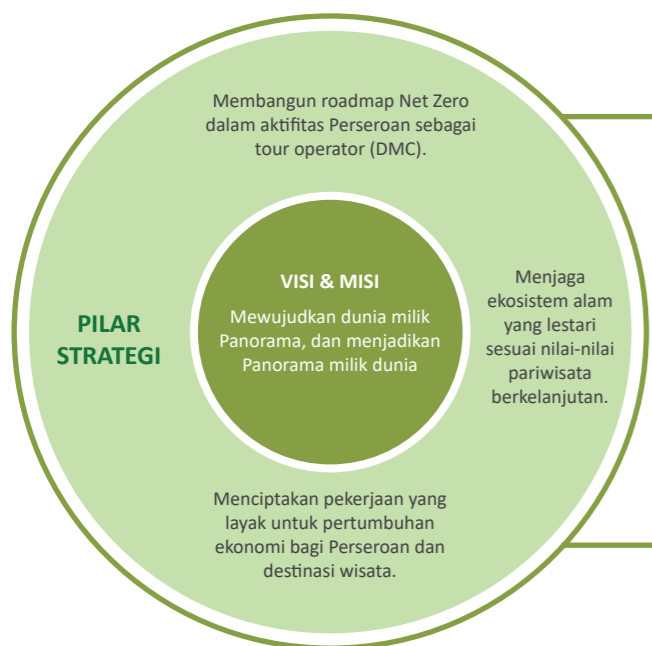 Membangun roadmap Net Zero
dalam aktifitas Perseroan sebagai
tour operator (DMC).
VISI & MISI
Mewujudkan dunia milik
Panorama, dan menjadikan
Panorama milik dunia
PILAR
STRATEGI
Menjaga
ekosistem alam
yang lestari
sesuai nilai-nilai
pariwisata
berkelanjutan.
Menciptakan pekerjaan yang
layak untuk pertumbuhan
ekonomi bagi Perseroan dan
destinasi wisata.